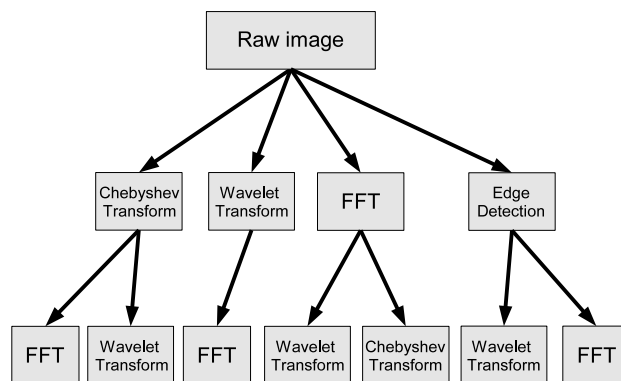 Raw image
Chebyshev
Transform
Wavelet
Transform
FFT
Edge
Detection
FFT
Wavelet
Transform
FFT
Wavelet
Transform
Chebyshev
Transform
Wavelet
Transform
FFT